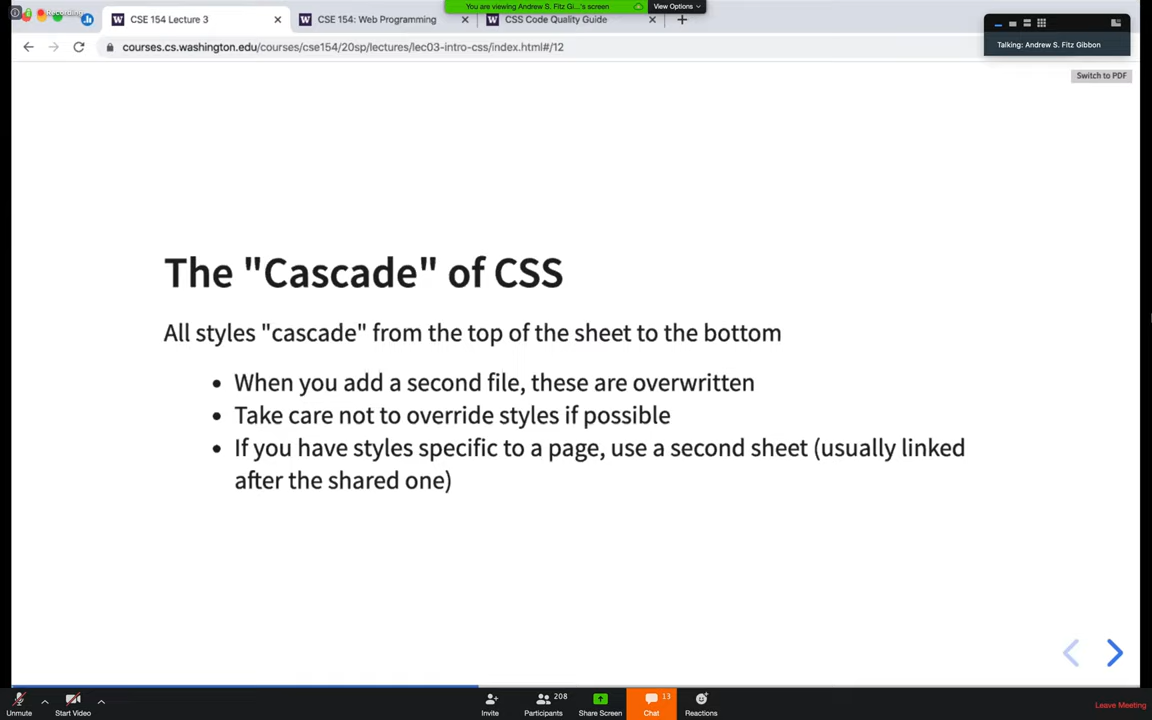 Recording
CSE 154 Lecture 3
CSE 154: Web Programming
You are viewing Andrew S. Fitz Gi...'s screen
View Options
CSS Code Quality Guide
courses.cs.washington.edu/courses/cse154/20sp/lectures/lec03-intro-css/index.html#/12
Talking: Andrew S. Fitz Gibbon
Switch to PDF
The "Cascade" of CSS
All styles "cascade" from the top of the sheet to the bottom
• When you add a second file, these are overwritten
• Take care not to override styles if possible
• If you have styles specific to a page, use a second sheet (usually linked
after the shared one)
Unmute
Start Video
Invite
Participants
208
Share Screen
Chat
13
Reactions
Leave Meeting